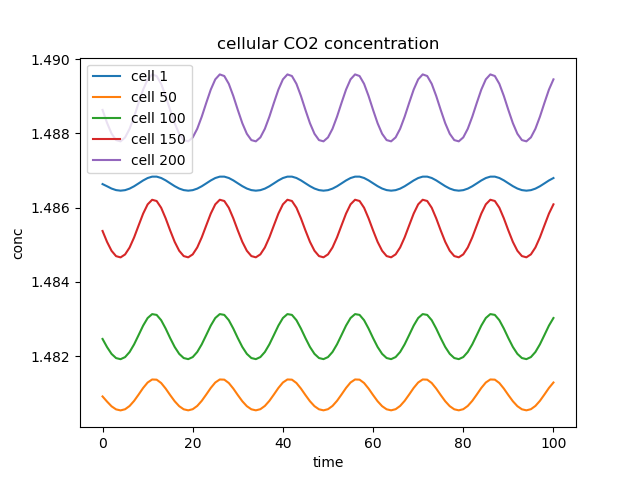 cellular CO2 concentration
1.490
1.488
1.486
1.484
1.482
conc
cell 1
cell 50
cell 100
cell 150
cell 200
0
20
40
60
80
100
time